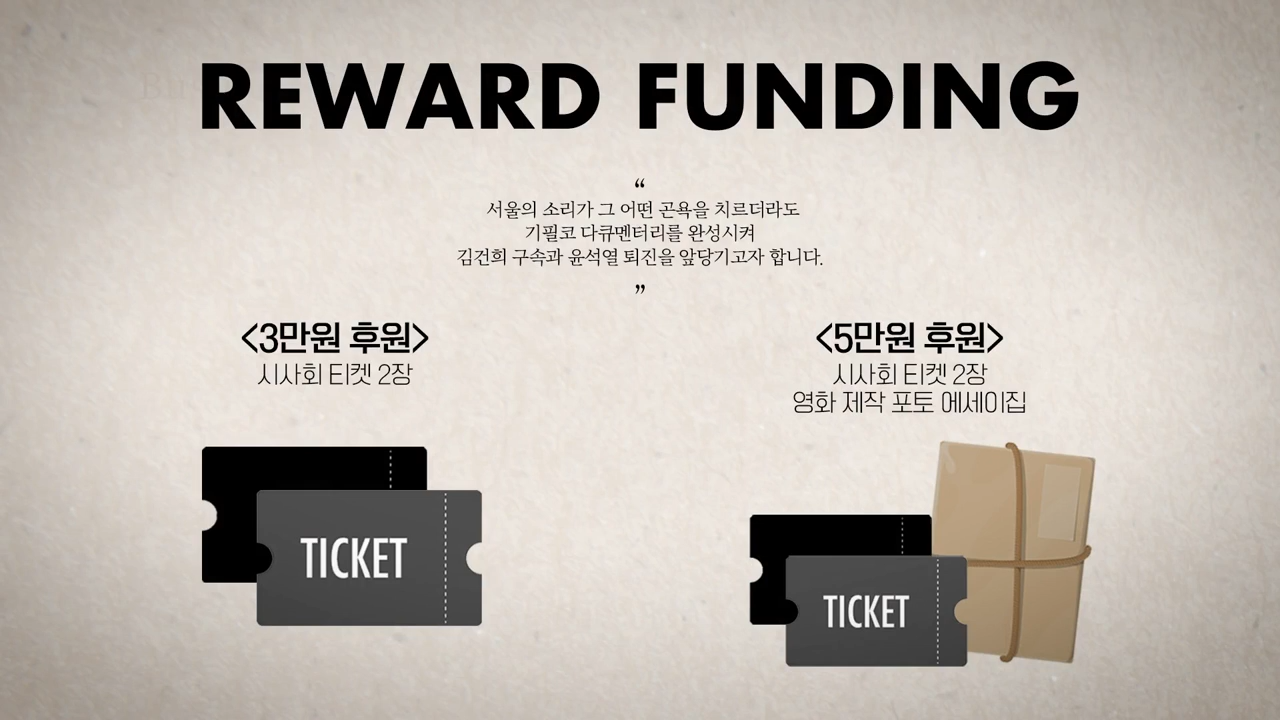 REWARD FUNDING
“
서울의 소리가 그 어떤 곤욕을 치르더라도
기필코 다큐멘터리를 완성시켜
김건희 구속과 윤석열 퇴진을 앞당기고자 합니다.
”
<3만원 후원>
시사회 티켓 2장
TICKET
<5만원 후원>
시사회 티켓 2장
영화 제작 포토 에세이집
TICKET